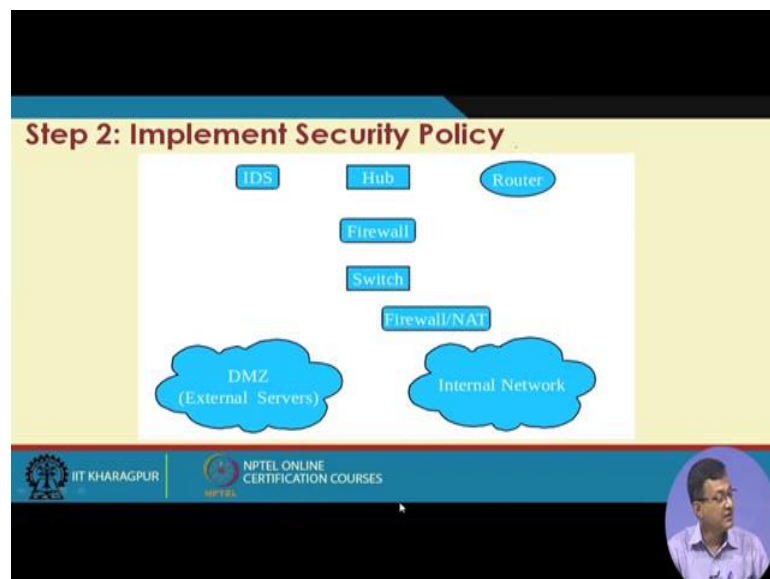 Step 2: Implement Security Policy
IDS
Hub
Router
Firewall
Switch
Firewall/NAT
DMZ
(External Servers)
Internal Network
IIT KHARAGPUR
NPTEL
NPTEL ONLINE
CERTIFICATION COURSES